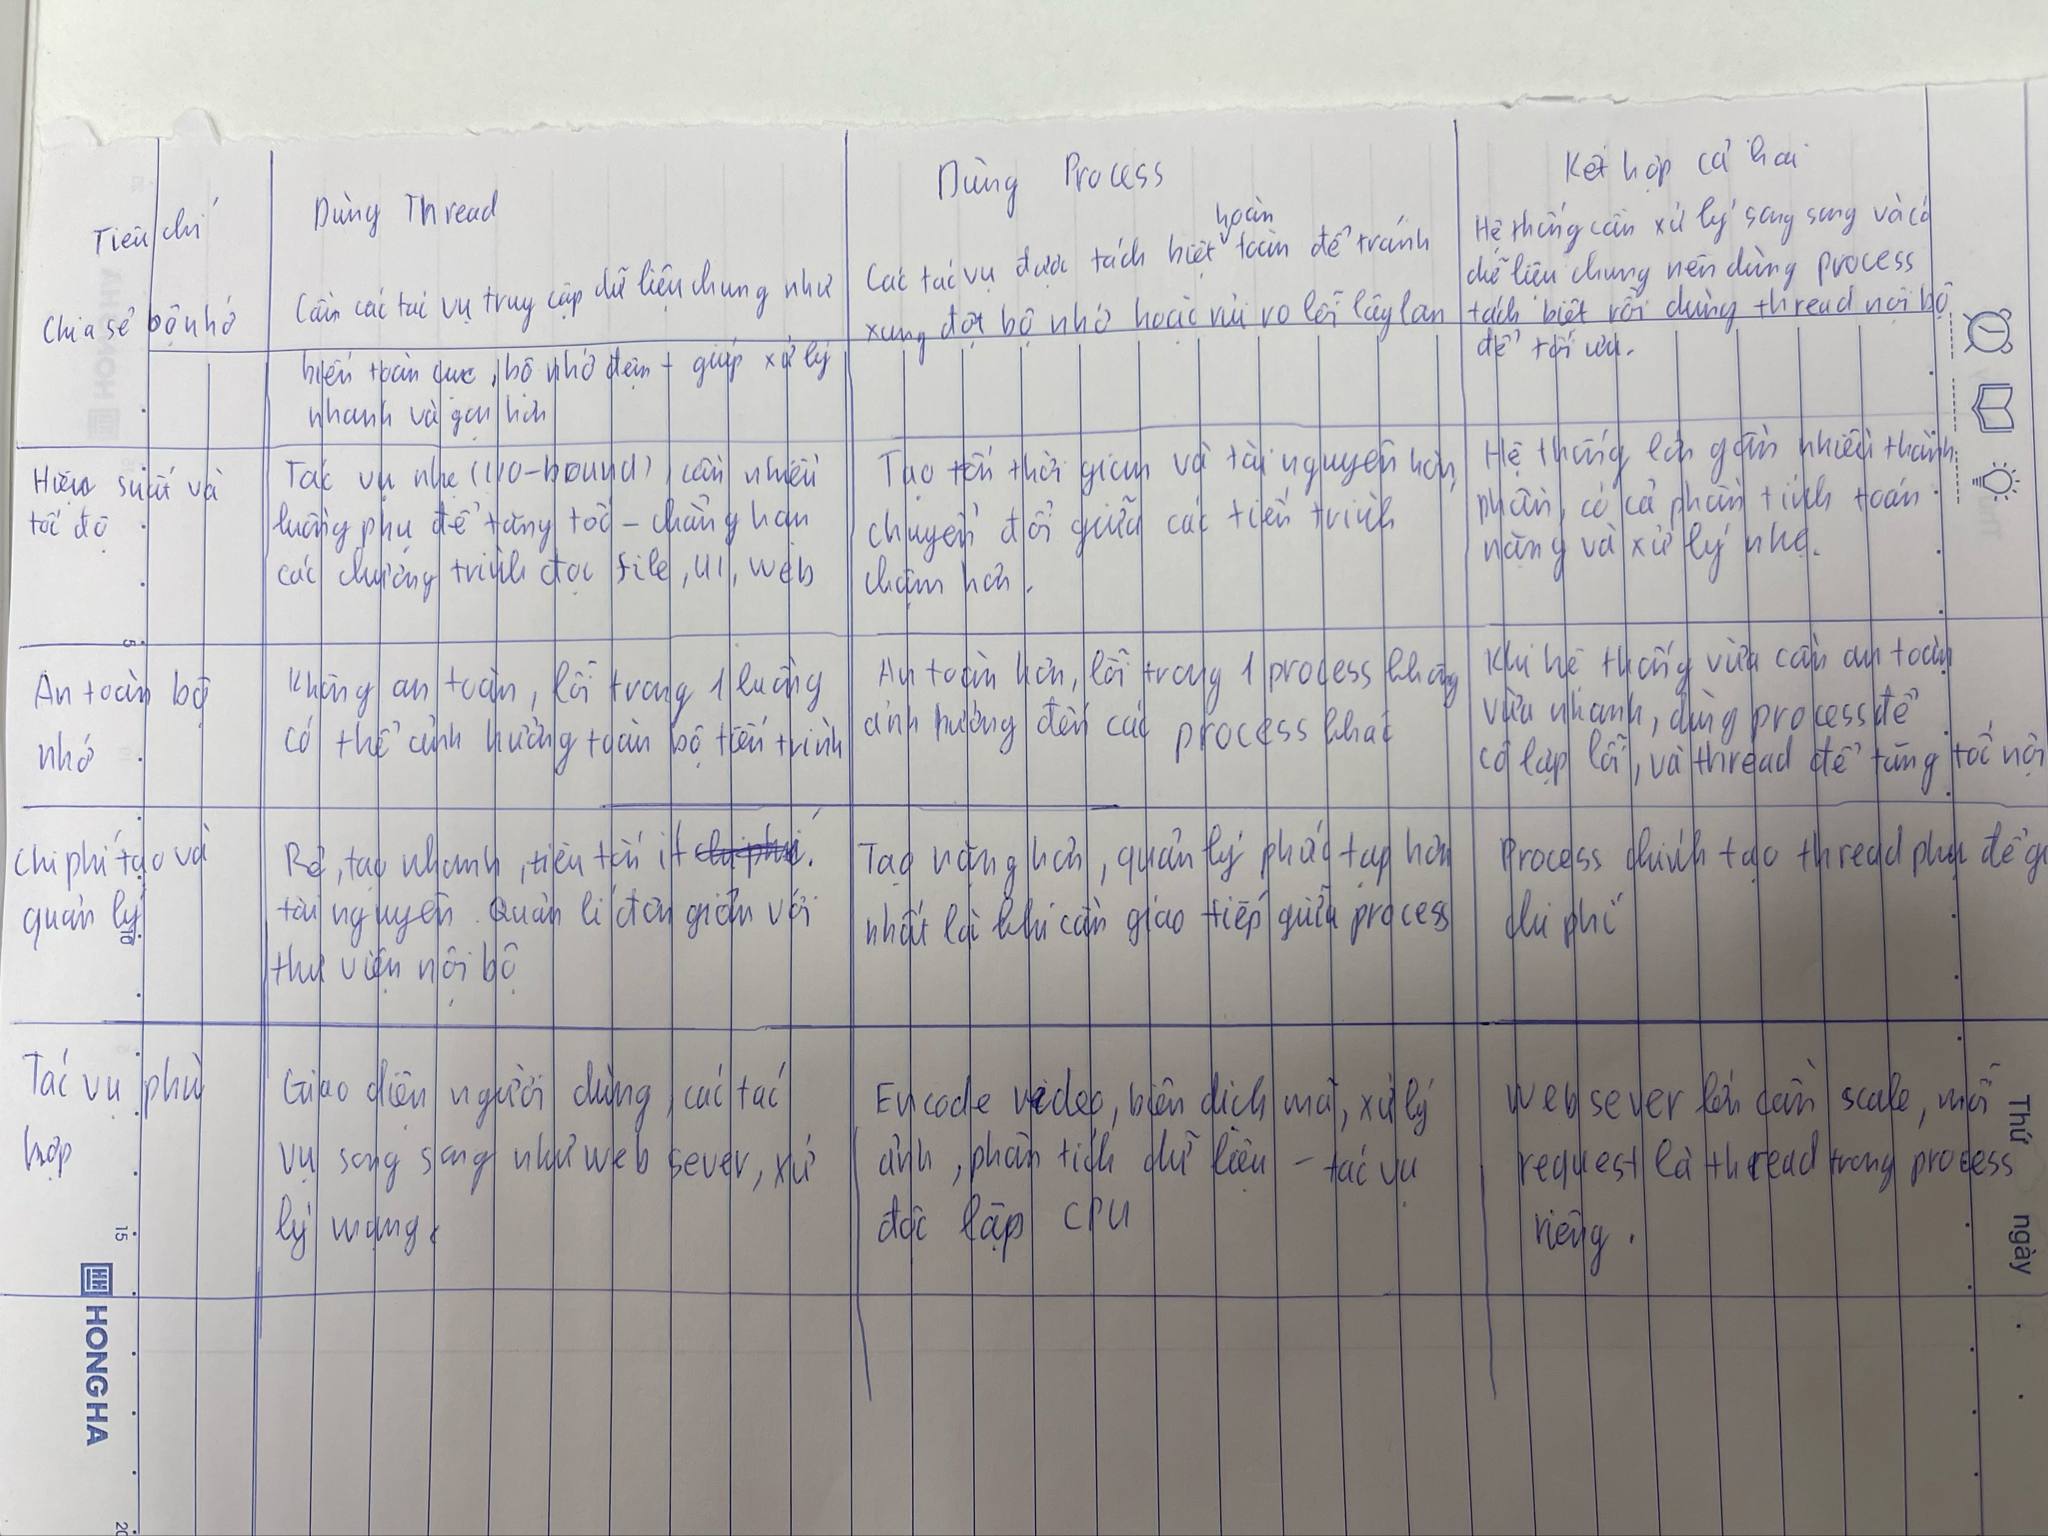 Tiêu chí
Dùng Thread
Dùng Process
Kết hợp cả hai
Chia sẻ bộ nhớ
Cần các tác vụ truy cập dữ liệu chung như
biến toàn cục, bộ nhớ đệm - giúp xử lý
nhanh và gọn hơn
hoàn
Các tác vụ được tách biệt toàn để tránh
xung đột bộ nhớ hoặc rủi ro lỗi lây lan
Hệ thống cần xử lý song song và có
dữ liệu chung nên dùng process
tách biệt rồi dùng thread nội bộ
để tối ưu.
Hiệu suất và
tốc độ
Tác vụ nhẹ (I/O-bound), cần nhiều
luồng phụ để tăng tốc - chẳng hạn
các chương trình đọc file, UI, web
Tạo tốn thời gian và tài nguyên hơn,
chuyển đổi giữa các tiến trình
chậm hơn.
Hệ thống lớn gồm nhiều thành
phần, có cả phần tính toán
nặng và xử lý nhẹ.
An toàn bộ
nhớ
Không an toàn, lỗi trong 1 luồng
có thể ảnh hưởng toàn bộ tiến trình
An toàn hơn, lỗi trong 1 process không
ảnh hưởng đến các process khác
Khi hệ thống vừa cần an toàn
vừa nhanh, dùng process để
cô lập lỗi, và thread để tăng tốc nội
Chi phí tạo và
quản lý
Rẻ, tạo nhanh, tiêu tốn ít chi phí.
tài nguyên. Quản lí đơn giản với
thư viện nội bộ
Tạo nặng hơn, quản lý phức tạp hơn
nhất là khi cần giao tiếp giữa process
Process chính tạo thread phụ để gi
chi phí
Tác vụ phù
hợp
Giao diện người dùng, các tác
vụ song song như web sever, xử
lý mạng.
Encode video, biên dịch mã, xử lý
ảnh, phân tích dữ liệu - tác vụ
độc lập CPU
Web sever lớn cần scale, mỗi
request là thread trong process
riêng.
Thứ ngày
5
10
15
20
HONG HA